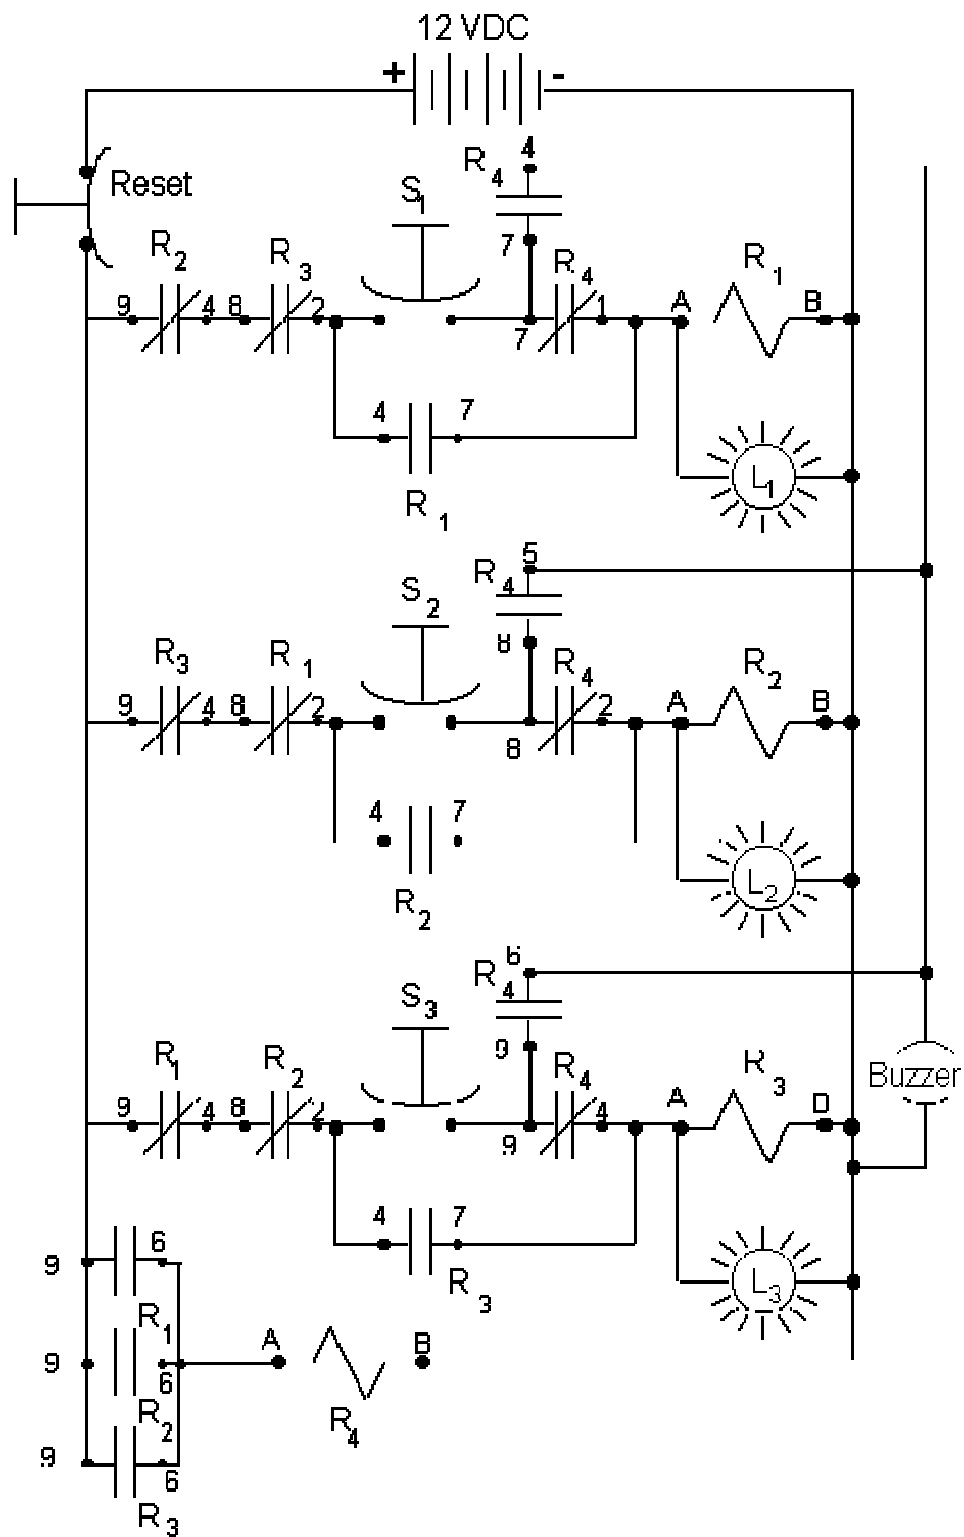 12 VDC
+ -
Reset
R4 4
S1
7
R2 R3 R4 R1
9 4 8 2 7 1 A B
4 7
R1
L1
R4 5
S2
8
R3 R1 R4 R2
9 4 8 2 8 2 A B
4 7
R2
L2
R4 6
S3
9
Buzzer
R1 R2 R4 R3
9 4 8 2 9 4 A D
4 7
R3
L3
9 6
R1
A B
9 6
R2
R4
9 6
R3